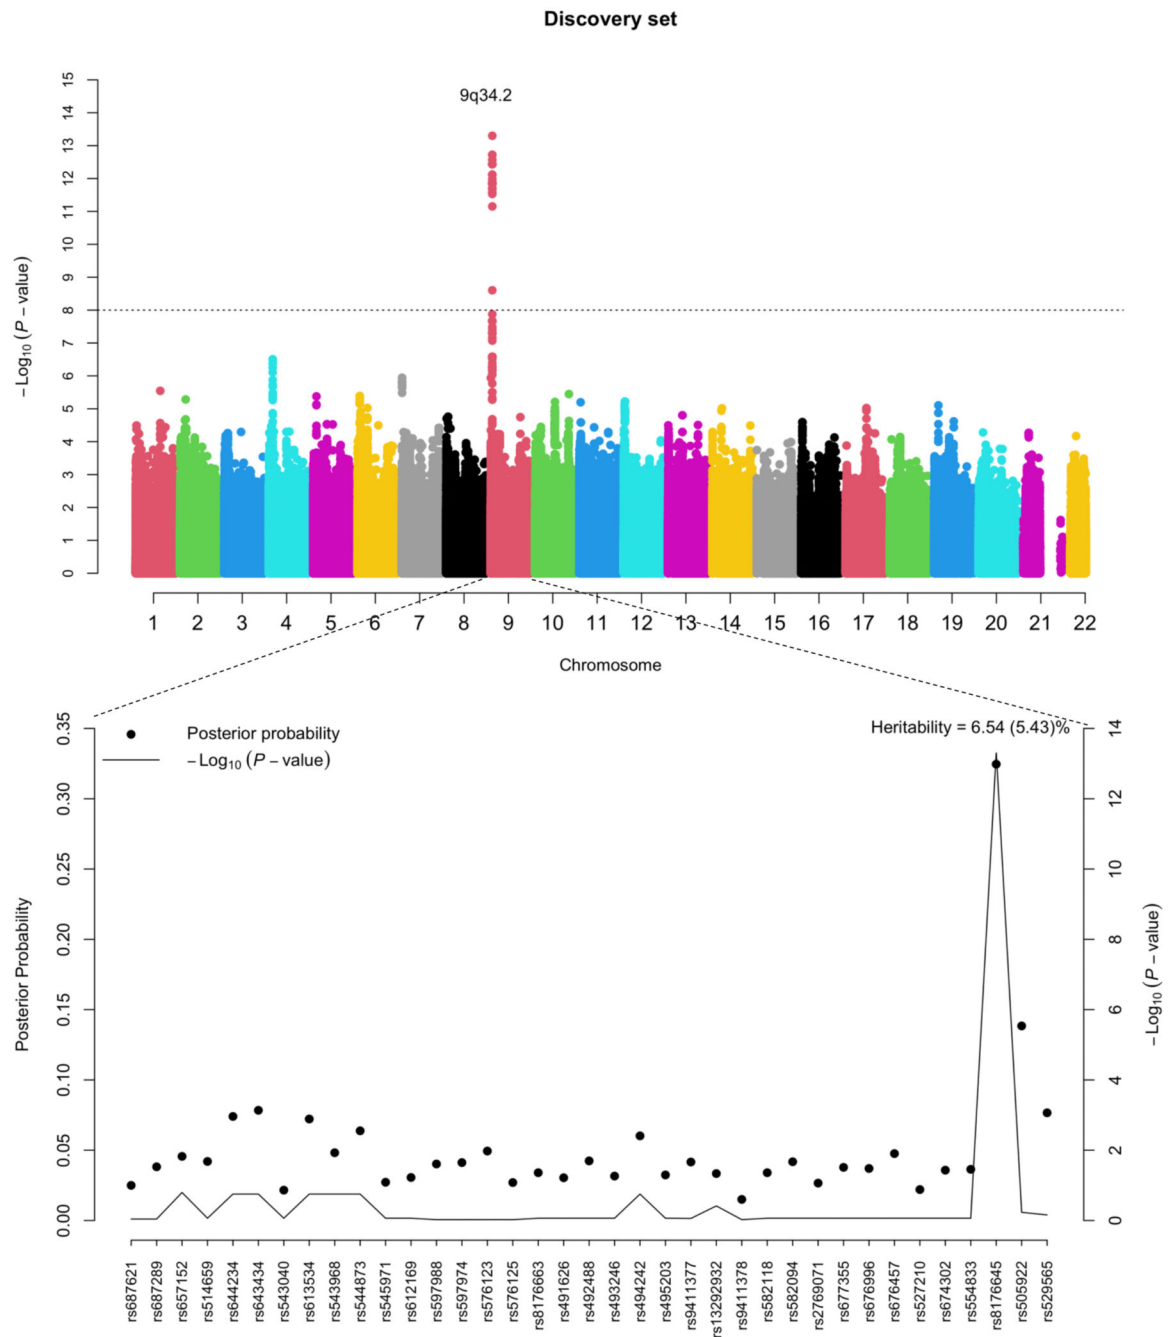 Discovery set
15
14
13
12
11
10
9
8
7
6
5
4
3
2
1
0
−Log10 (P − value)
9q34.2
1 2 3 4 5 6 7 8 9 10 11 12 13 14 15 16 17 18 19 20 21 22
Chromosome
Posterior probability
−Log10 (P − value)
Heritability = 6.54 (5.43)%
0.35
0.30
0.25
0.20
0.15
0.10
0.05
0.00
Posterior Probability
14
12
10
8
6
4
2
0
−Log10 (P − value)
rs687621
rs687289
rs657152
rs514659
rs644234
rs643434
rs543040
rs613534
rs543968
rs544873
rs545971
rs612169
rs597988
rs597974
rs576123
rs576125
rs8176663
rs491626
rs492488
rs493246
rs494242
rs495203
rs9411377
rs13292932
rs9411378
rs582118
rs582094
rs2769071
rs677355
rs676996
rs676457
rs527210
rs674302
rs554833
rs8176645
rs505922
rs529565